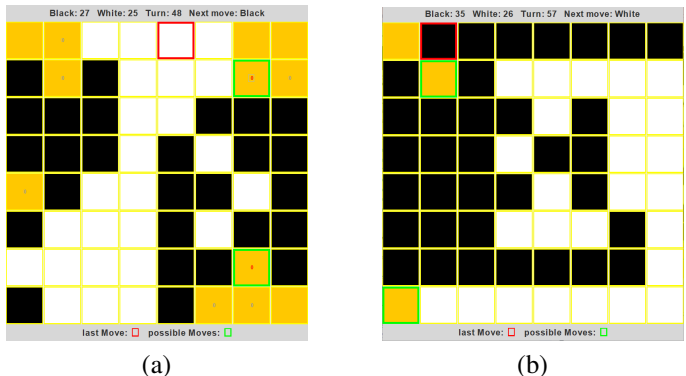 Black: 27 White: 25 Turn: 48 Next move: Black
last Move: possible Moves:
(a)
Black: 35 White: 26 Turn: 57 Next move: White
last Move: possible Moves:
(b)